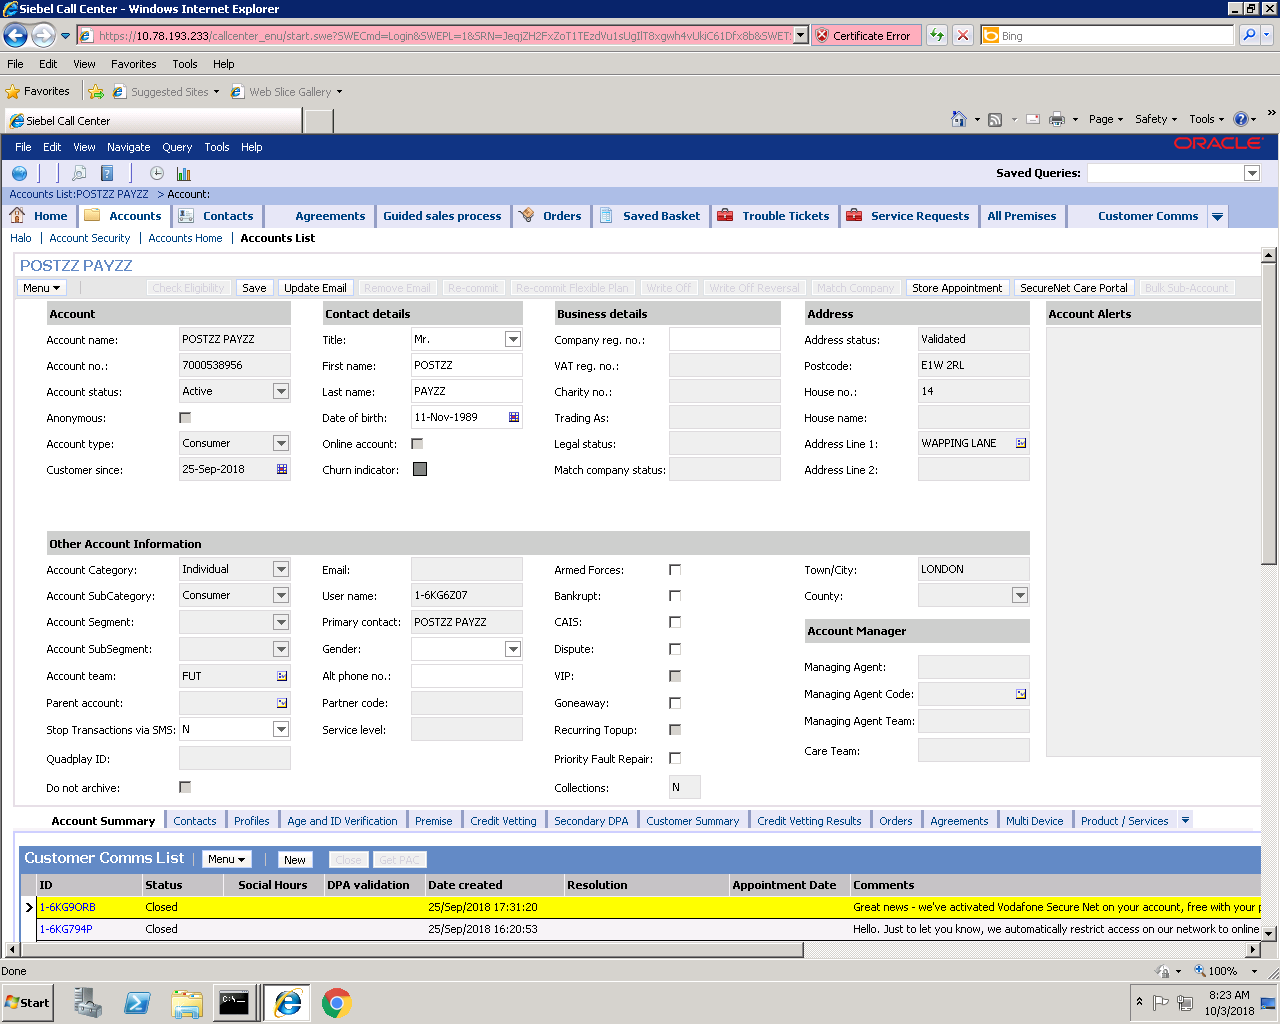 Siebel Call Center - Windows Internet Explorer
https://10.78.193.233/callcenter_enu/start.swe?SWECmd=Login&SWEPL=1&SRN= Certificate Error Bing
File Edit View Favorites Tools Help
Favorites Suggested Sites Web Slice Gallery
Siebel Call Center Page Safety Tools »
File Edit View Navigate Query Tools Help ORACLE
Saved Queries:
Accounts List:POSTZZ PAYZZ > Account:
Home Accounts Contacts Agreements Guided sales process Orders Saved Basket Trouble Tickets Service Requests All Premises Customer Comms
Halo Account Security Accounts Home Accounts List
POSTZZ PAYZZ
Menu Check Eligibility Save Update Email Remove Email Re-commit Re-commit Flexible Plan Write Off Write Off Reversal Match Company Store Appointment SecureNet Care Portal Bulk Sub-Account
Account Contact details Business details Address Account Alerts
Account name: POSTZZ PAYZZ Title: Mr. Company reg. no.: Address status: Validated
Account no.: 7000538956 First name: POSTZZ VAT reg. no.: Postcode: E1W 2RL
Account status: Active Last name: PAYZZ Charity no.: House no.: 14
Anonymous: Date of birth: 11-Nov-1989 Trading As: House name:
Account type: Consumer Online account: Legal status: Address Line 1: WAPPING LANE
Customer since: 25-Sep-2018 Churn indicator: Match company status: Address Line 2:
Other Account Information
Account Category: Individual Email: Armed Forces: Town/City: LONDON
Account SubCategory: Consumer User name: 1-6KG6Z07 Bankrupt: County:
Account Segment: Primary contact: POSTZZ PAYZZ CAIS: Account Manager
Account SubSegment: Gender: Dispute:
Account team: FUT Alt phone no.: VIP: Managing Agent:
Parent account: Partner code: Goneaway: Managing Agent Code:
Stop Transactions via SMS: N Service level: Recurring Topup: Managing Agent Team:
Quadplay ID: Priority Fault Repair: Care Team:
Do not archive: Collections: N
Account Summary Contacts Profiles Age and ID Verification Premise Credit Vetting Secondary DPA Customer Summary Credit Vetting Results Orders Agreements Multi Device Product / Services
Customer Comms List Menu New Close Get PAC
ID Status Social Hours DPA validation Date created Resolution Appointment Date Comments
1-6KG9ORB Closed 25/Sep/2018 17:31:20 Great news - we've activated Vodafone Secure Net on your account, free with your
1-6KG794P Closed 25/Sep/2018 16:20:53 Hello. Just to let you know, we automatically restrict access on our network to online
Done 100%
Start 8:23 AM
10/3/2018